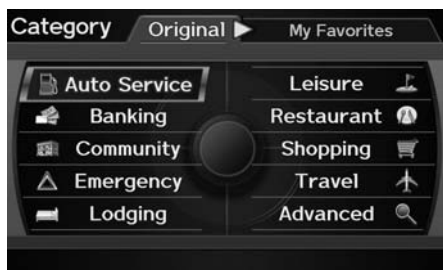 Category Original My Favorites
Auto Service Leisure
Banking Restaurant
Community Shopping
Emergency Travel
Lodging Advanced